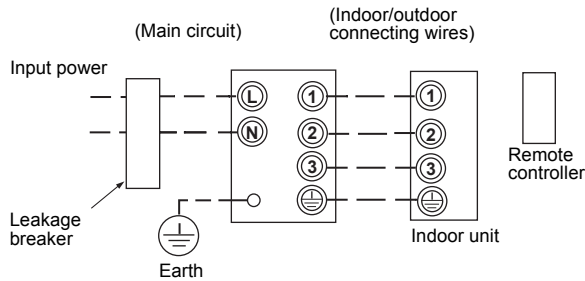 (Main circuit)
(Indoor/outdoor
connecting wires)
Input power
L
N
1
2
3
1
2
3
Leakage
breaker
Earth
Indoor unit
Remote
controller